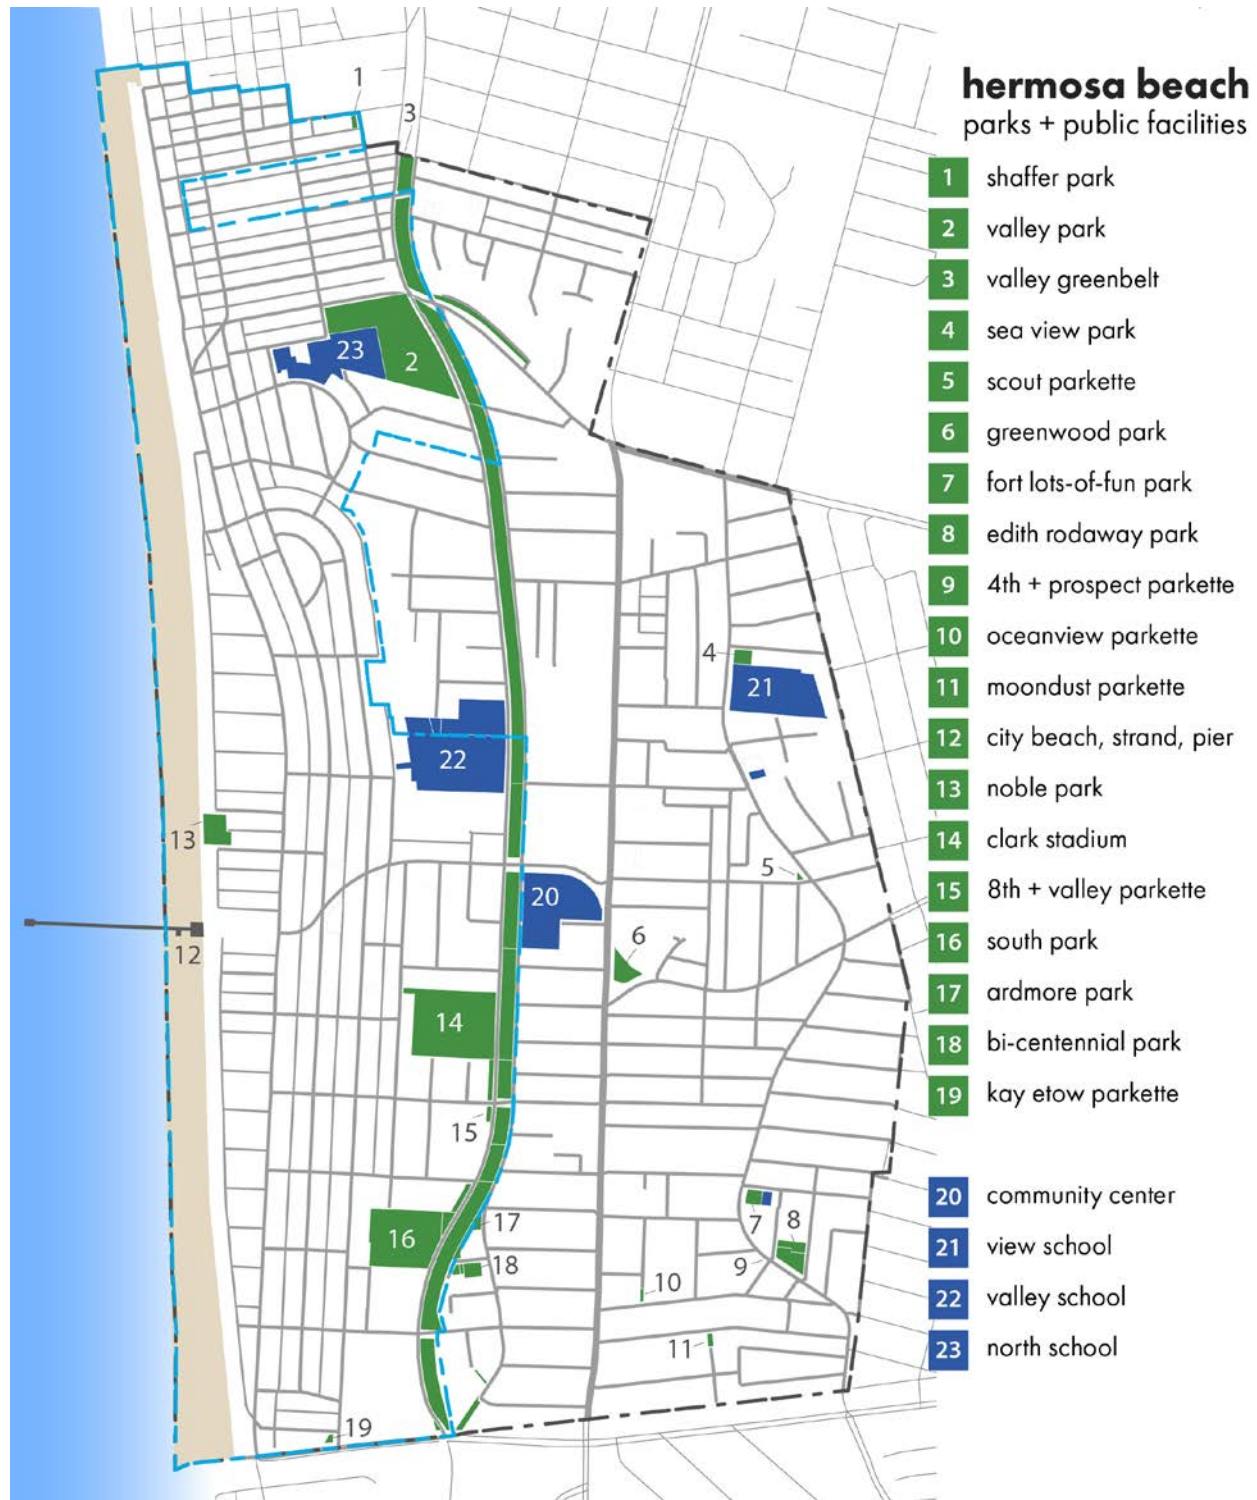 hermosa beach
parks + public facilities
1 shaffer park
2 valley park
3 valley greenbelt
4 sea view park
5 scout parkette
6 greenwood park
7 fort lots-of-fun park
8 edith rodaway park
9 4th + prospect parkette
10 oceanview parkette
11 moondust parkette
12 city beach, strand, pier
13 noble park
14 clark stadium
15 8th + valley parkette
16 south park
17 ardmore park
18 bi-centennial park
19 kay etow parkette
20 community center
21 view school
22 valley school
23 north school
1
3
23
2
4
21
22
13
5
20
6
12
14
15
7
8
17
16
9
18
10
11
19